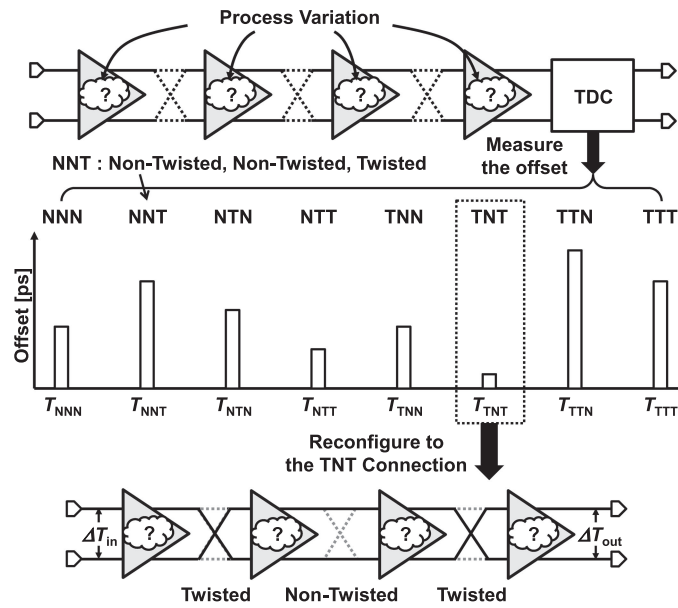 Process Variation
? ? ? ?
TDC
NNT : Non-Twisted, Non-Twisted, Twisted
Measure
the offset
NNN NNT NTN NTT TNN TNT TTN TTT
Offset [ps]
TNNN TNNT TNTN TNTT TTNN TTNT TTTN TTTT
Reconfigure to
the TNT Connection
ΔTin ? ? ? ? ΔTout
Twisted Non-Twisted Twisted